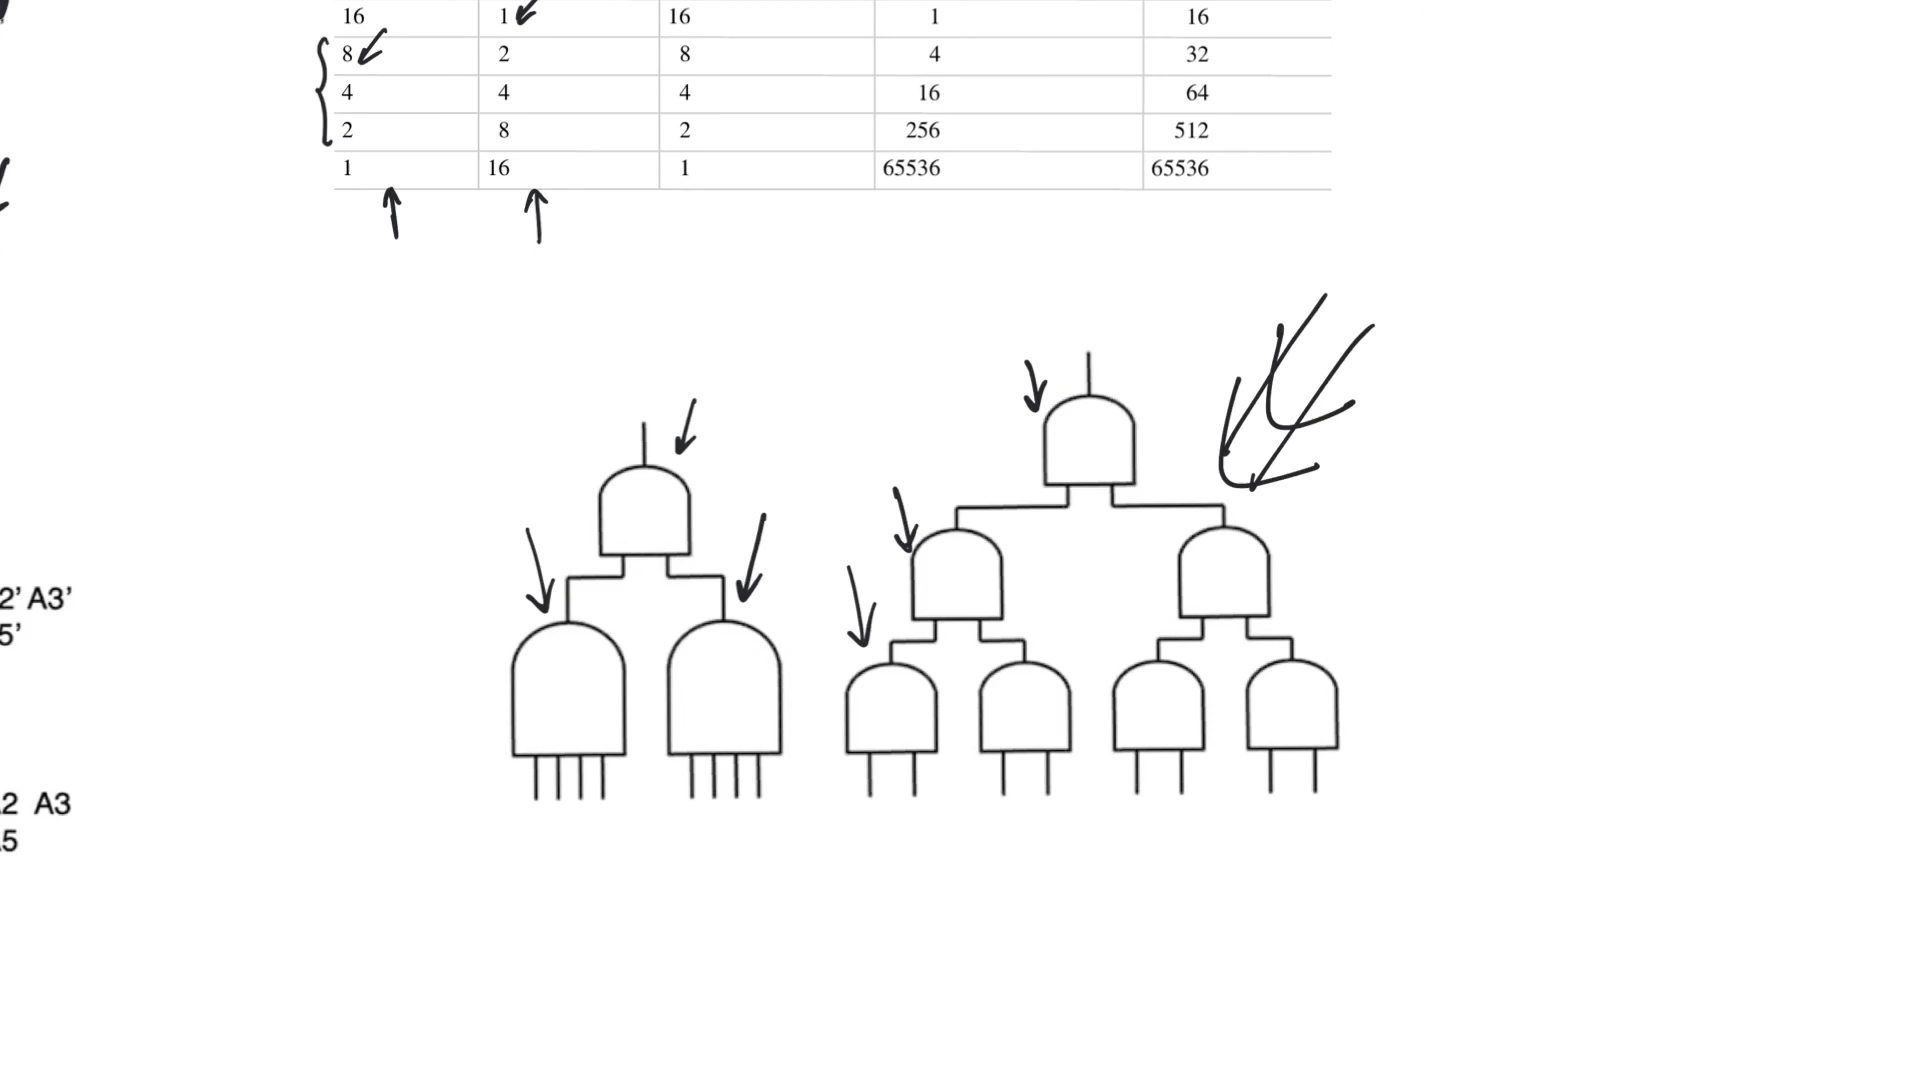 16 1 16 1 16
8 2 8 4 32
4 4 4 16 64
2 8 2 256 512
1 16 1 65536 65536
2’ A3’
5’
2 A3
5